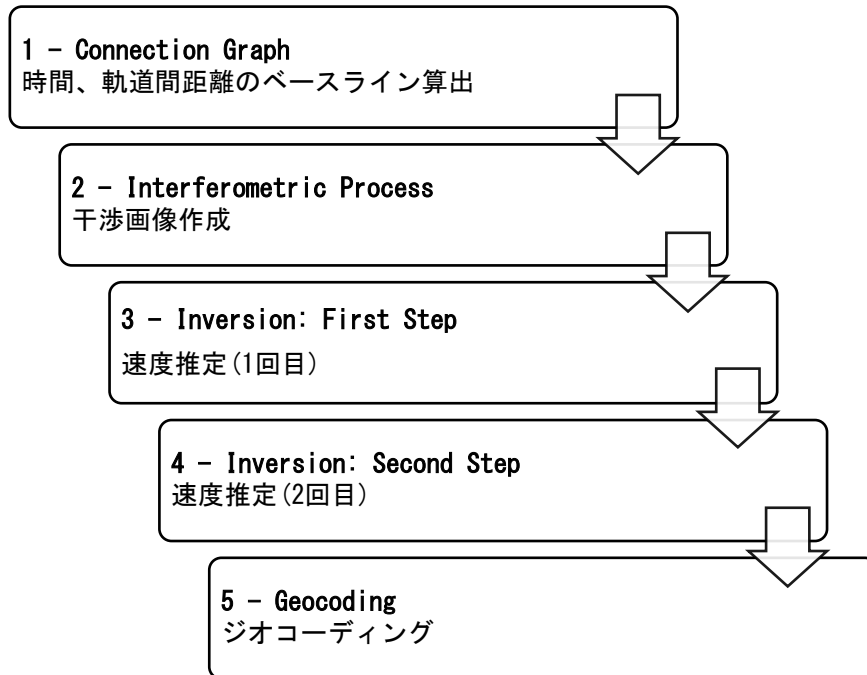 1 – Connection Graph
時間、軌道間距離のベースライン算出
2 – Interferometric Process
干渉画像作成
3 – Inversion: First Step
速度推定(1回目)
4 – Inversion: Second Step
速度推定(2回目)
5 – Geocoding
ジオコーディング